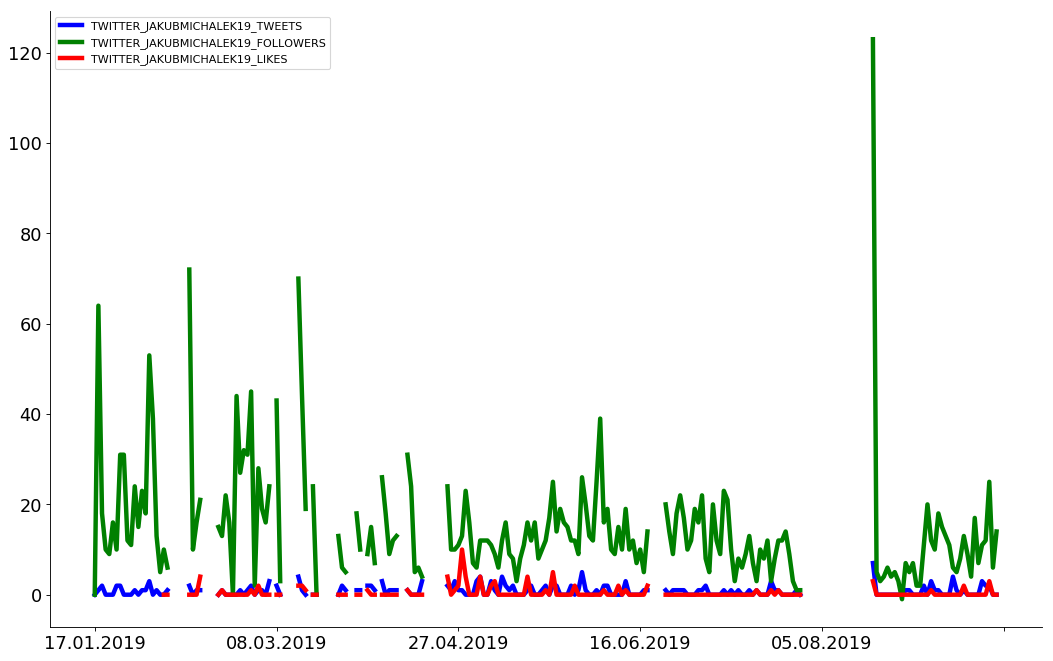 TWITTER_JAKUBMICHALEK19_TWEETS
TWITTER_JAKUBMICHALEK19_FOLLOWERS
TWITTER_JAKUBMICHALEK19_LIKES
120
100
80
60
40
20
0
17.01.2019 08.03.2019 27.04.2019 16.06.2019 05.08.2019